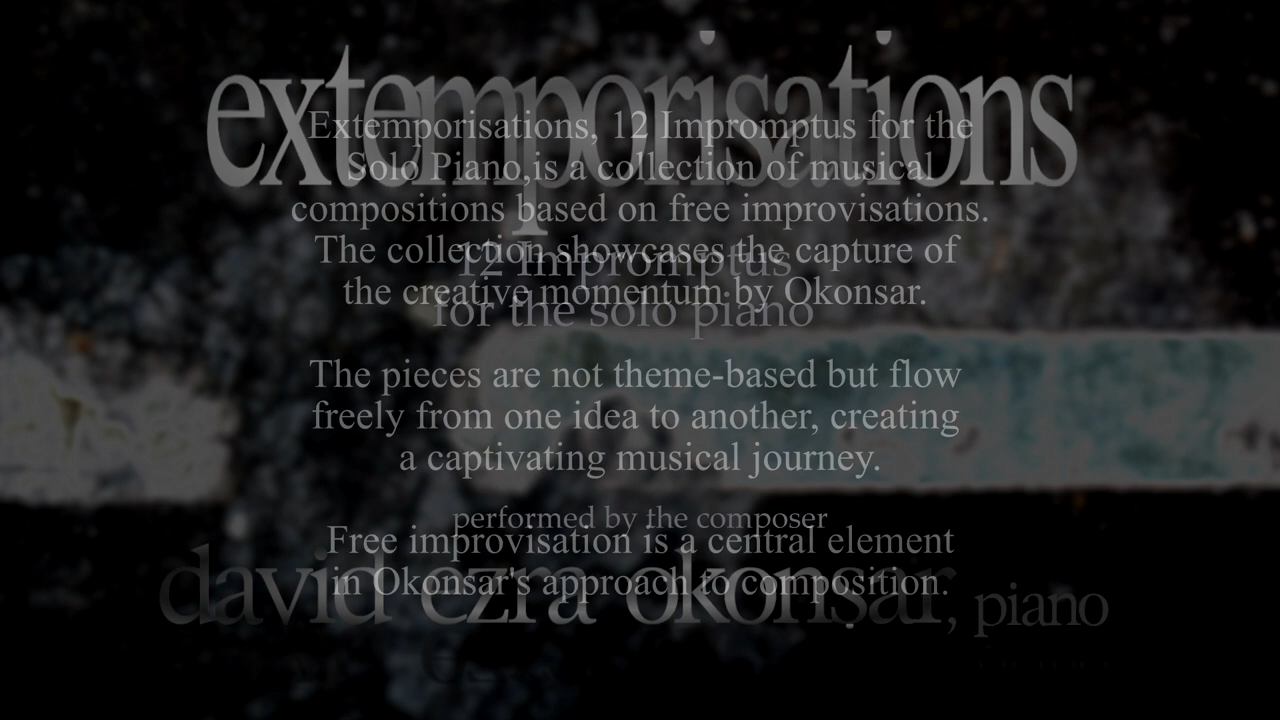 extemporisations
Extemporisations, 12 Impromptus for the
Solo Piano,is a collection of musical
compositions based on free improvisations.
The collection showcases the capture of
12 Impromptus
the creative momentum by Okonsar.
for the solo piano
The pieces are not theme-based but flow
freely from one idea to another, creating
a captivating musical journey.
performed by the composer
Free improvisation is a central element
in Okonsar's approach to composition.
david ezra okonsar, piano